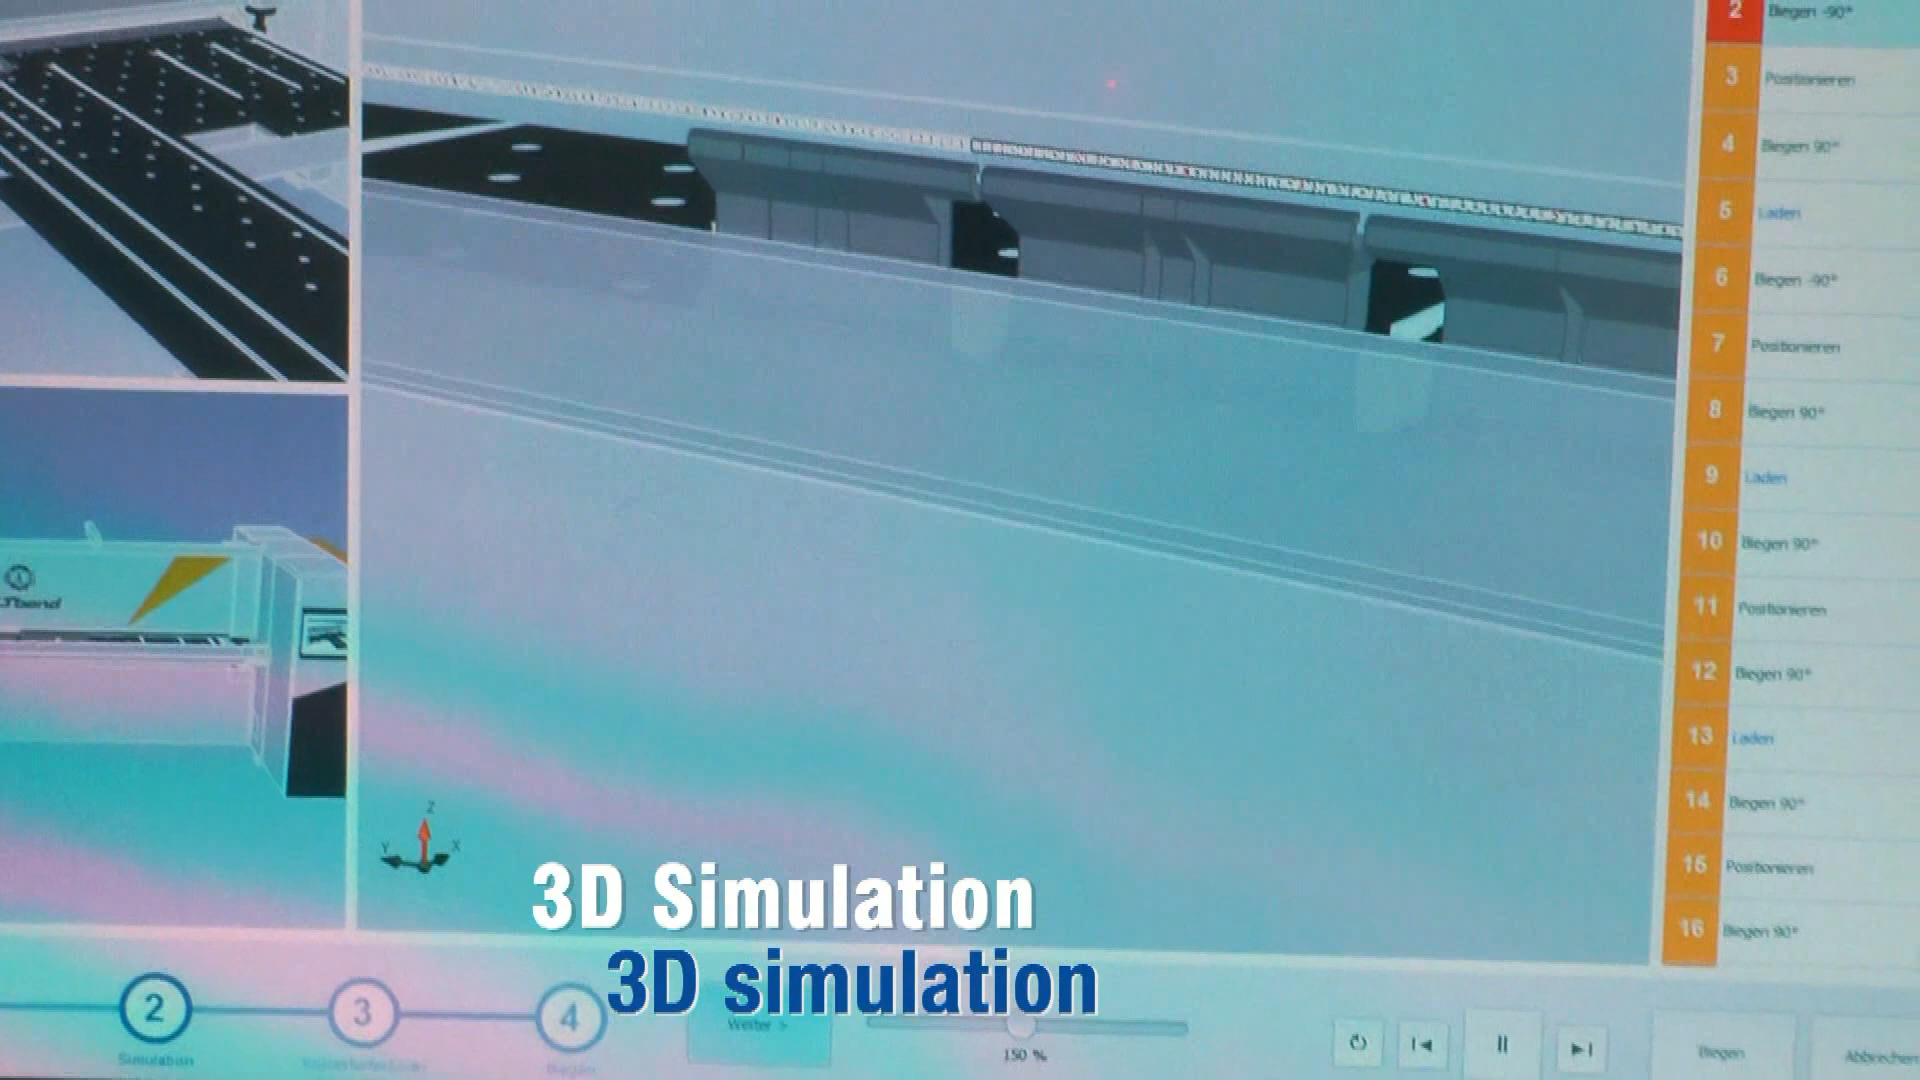 2 Biegen -90°
3 Positionieren
4 Biegen 90°
5 Laden
6 Biegen -90°
7 Positionieren
8 Biegen 90°
9 Laden
10 Biegen 90°
11 Positionieren
12 Biegen 90°
13 Laden
14 Biegen 90°
15 Positionieren
16 Biegen 90°
Z
Y
X
3D Simulation
3D simulation
2
3
4
Simulation
Biegen
Weiter >
150 %
Biegen
Abbrechen